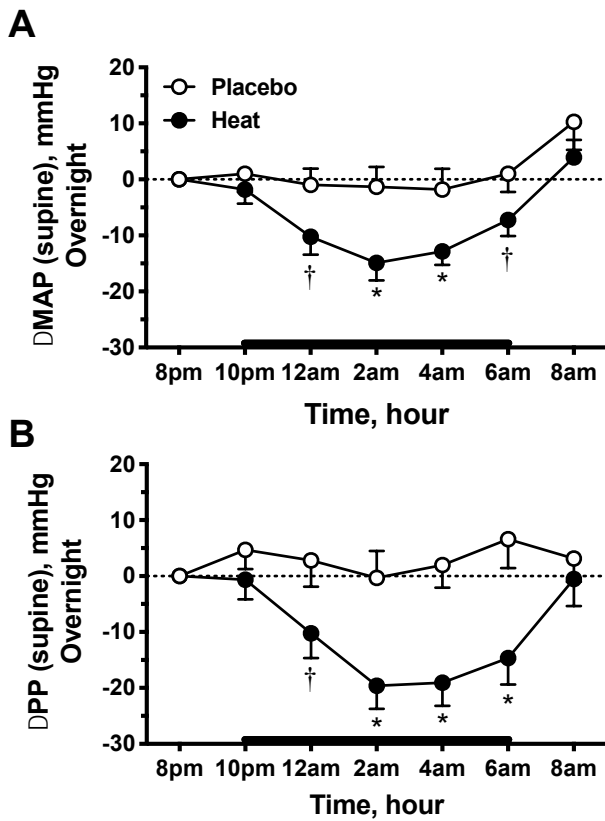 A
20
10
0
-10
-20
-30
DMAP (supine), mmHg
Overnight
Placebo
Heat
†
*
*
†
8pm 10pm 12am 2am 4am 6am 8am
Time, hour
B
20
10
0
-10
-20
-30
DPP (supine), mmHg
Overnight
†
*
*
*
8pm 10pm 12am 2am 4am 6am 8am
Time, hour